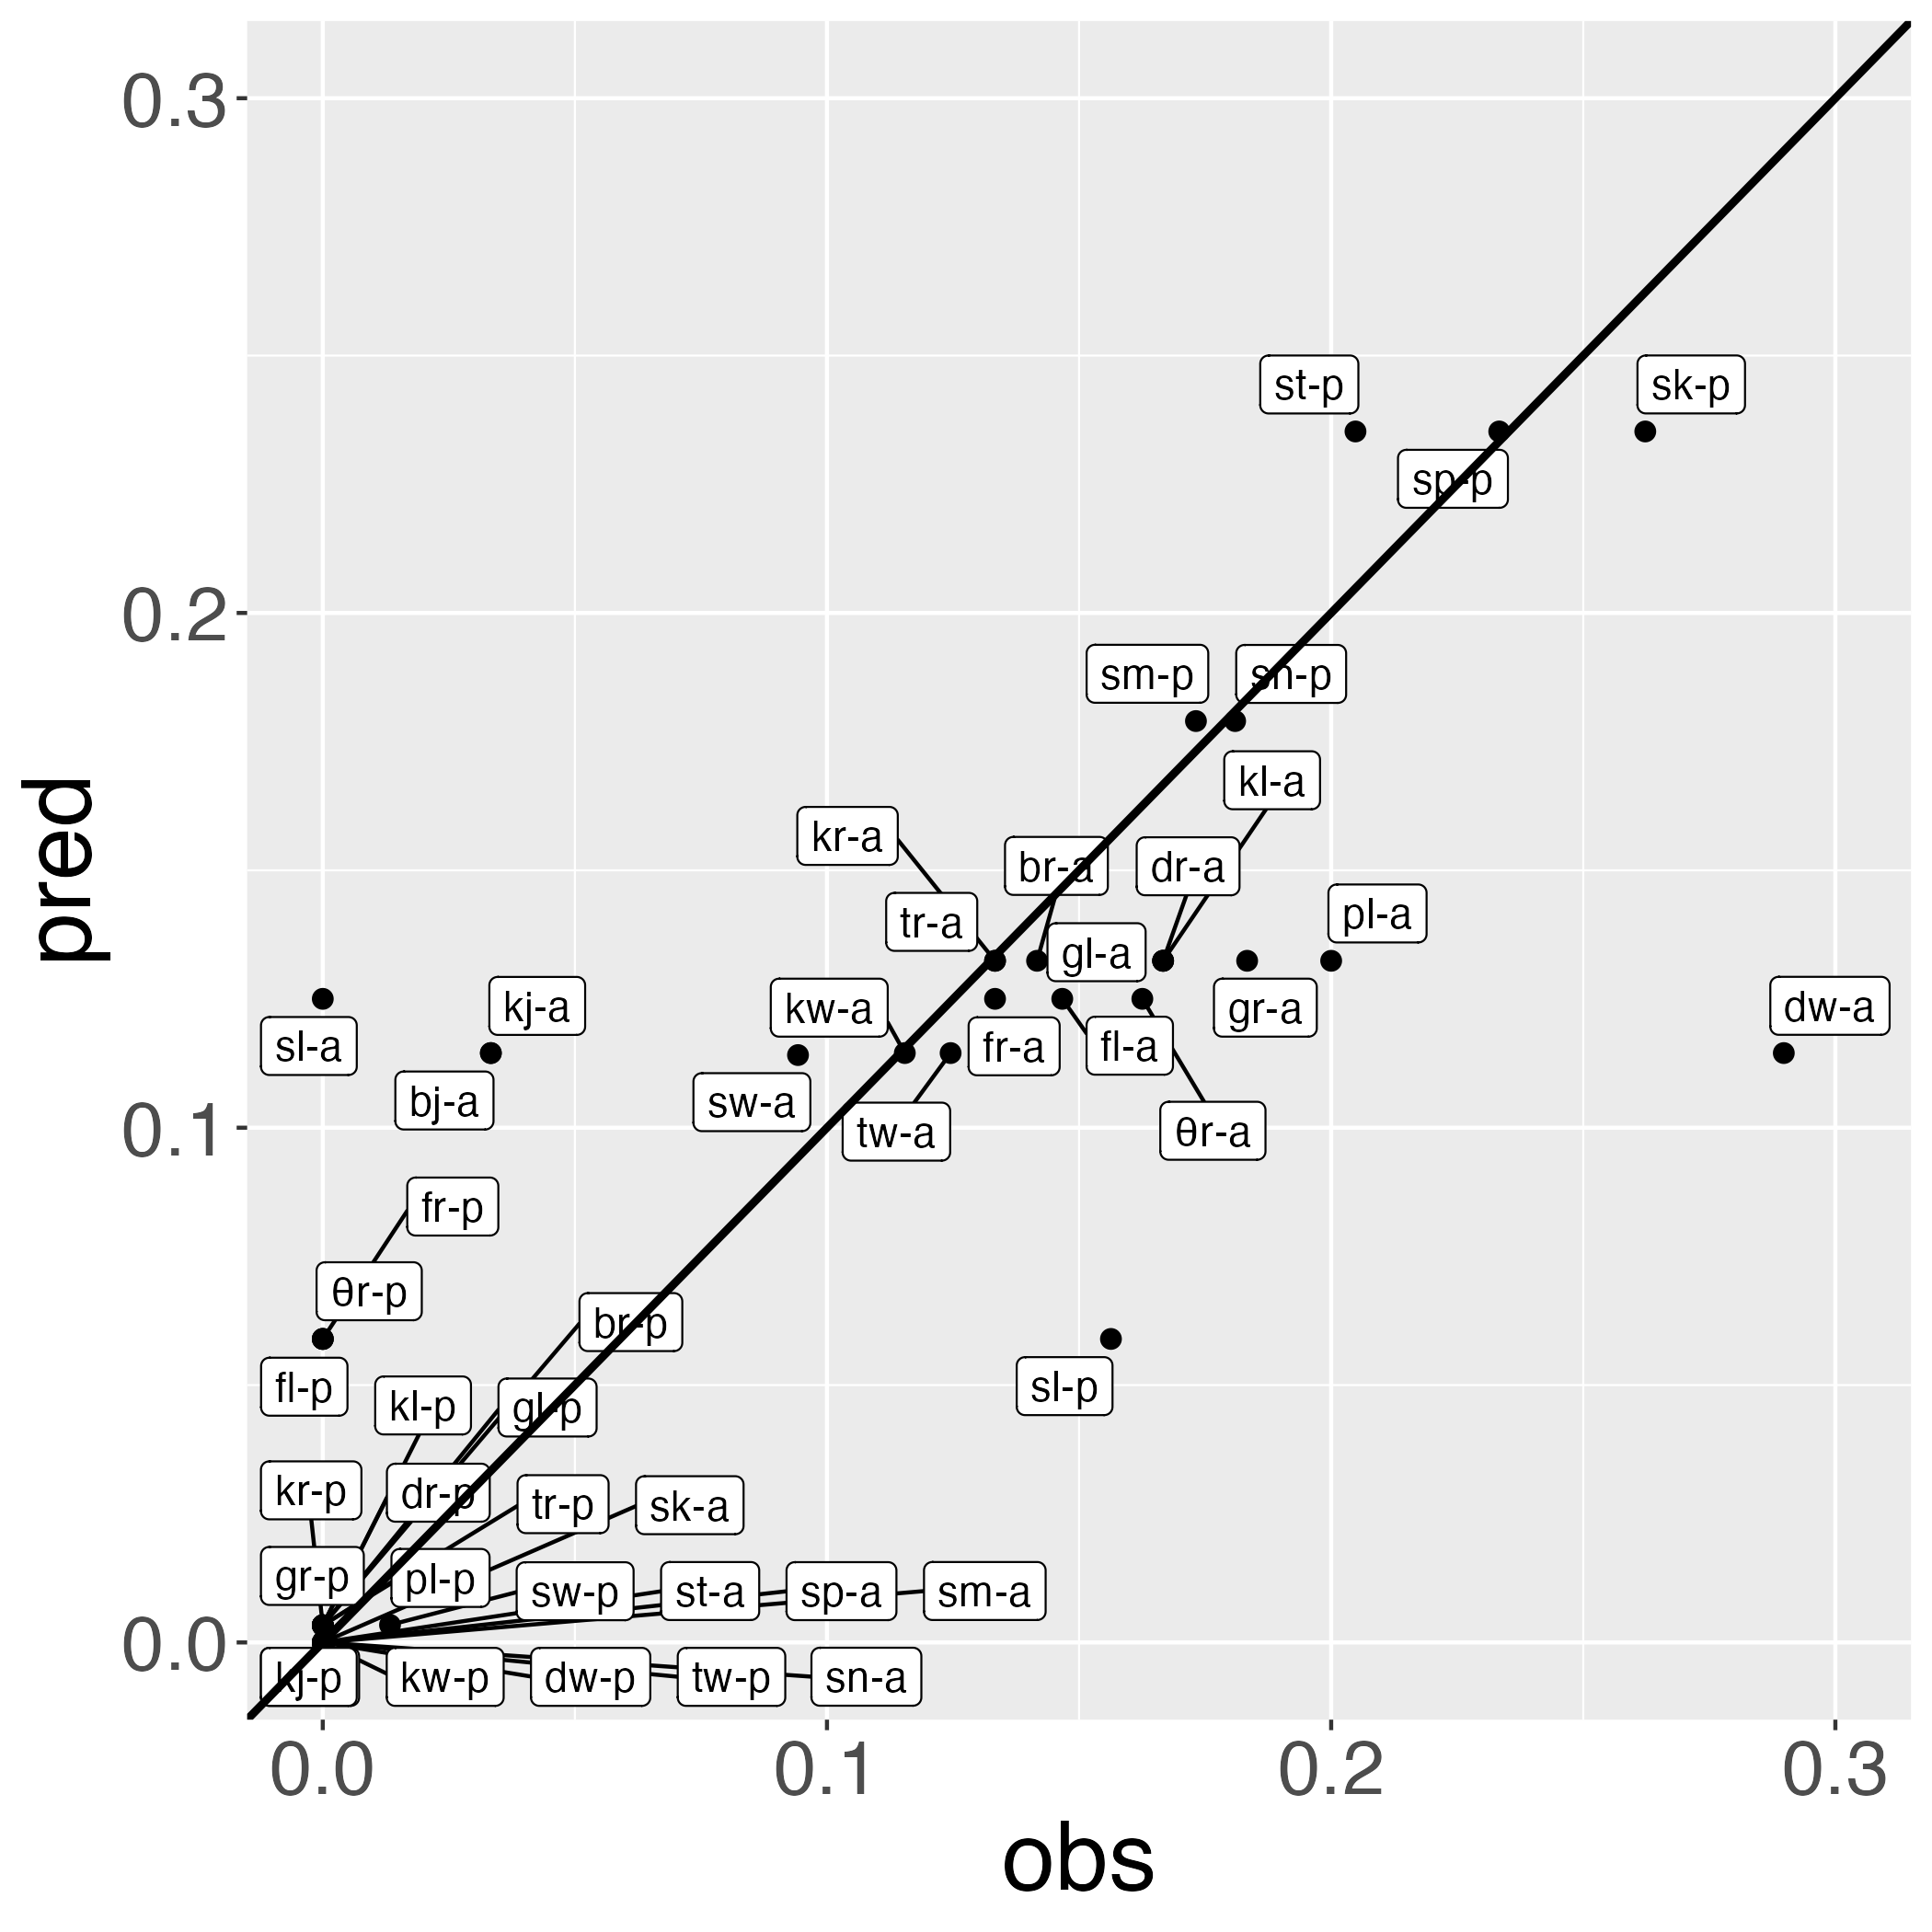 0.3
st-p
sk-p
sp-p
0.2
sm-p
sn-p
kl-a
kr-a
br-a
dr-a
pl-a
tr-a
gl-a
kj-a
kw-a
gr-a
dw-a
sl-a
fr-a
fl-a
bj-a
sw-a
tw-a
θr-a
0.1
fr-p
θr-p
br-p
fl-p
kl-p
gl-p
sl-p
kr-p
dr-p
tr-p
sk-a
gr-p
pl-p
sw-p
st-a
sp-a
sm-a
0.0
kj-p
kw-p
dw-p
tw-p
sn-a
0.0
0.1
0.2
0.3
obs
pred